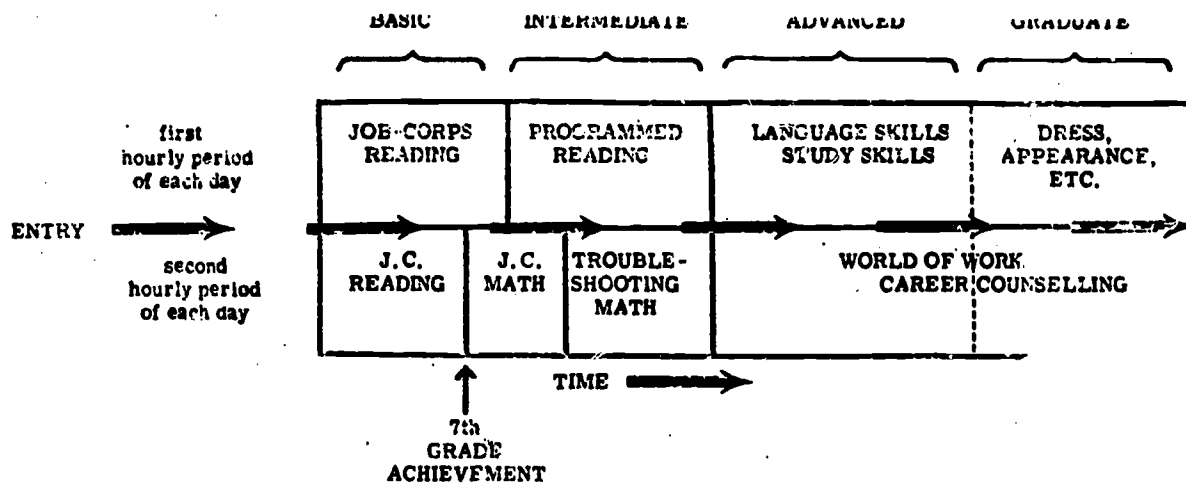 BASIC
INTERMEDIATE
ADVANCED
GRADUATE
first
hourly period
of each day
JOB-CORPS
READING
PROGRAMMED
READING
LANGUAGE SKILLS
STUDY SKILLS
DRESS,
APPEARANCE,
ETC.
ENTRY
second
hourly period
of each day
J.C.
READING
J.C.
MATH
TROUBLE-
SHOOTING
MATH
WORLD OF WORK
CAREER COUNSELLING
TIME
7th
GRADE
ACHIEVEMENT